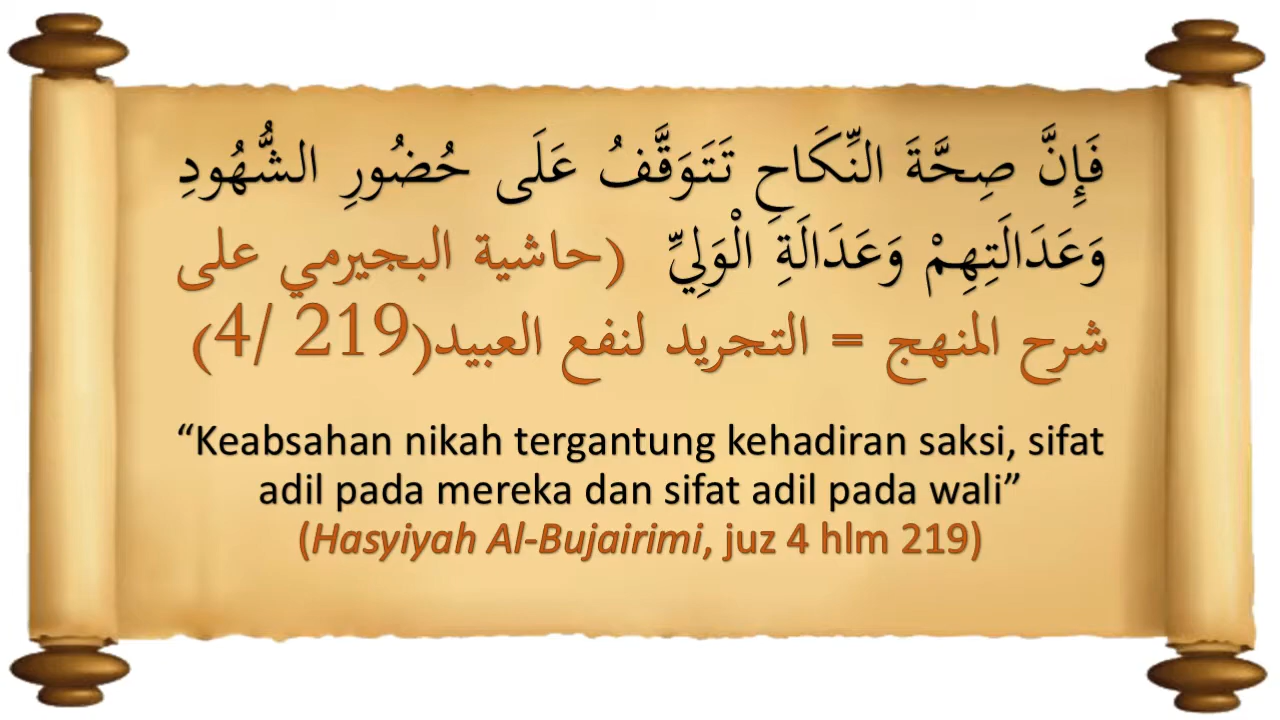 فَإِنَّ صِحَّةَ النِّكَاحِ تَتَوَقَّفُ عَلَى حُضُورِ الشُّهُودِ
وَعَدَالَتِهِمْ وَعَدَالَةِ الْوَلِيِّ (حاشية البجيرمي على
شرح المنهج = التجريد لنفع العبيد(219 /4)
“Keabsahan nikah tergantung kehadiran saksi, sifat
adil pada mereka dan sifat adil pada wali”
(Hasyiyah Al-Bujairimi, juz 4 hlm 219)